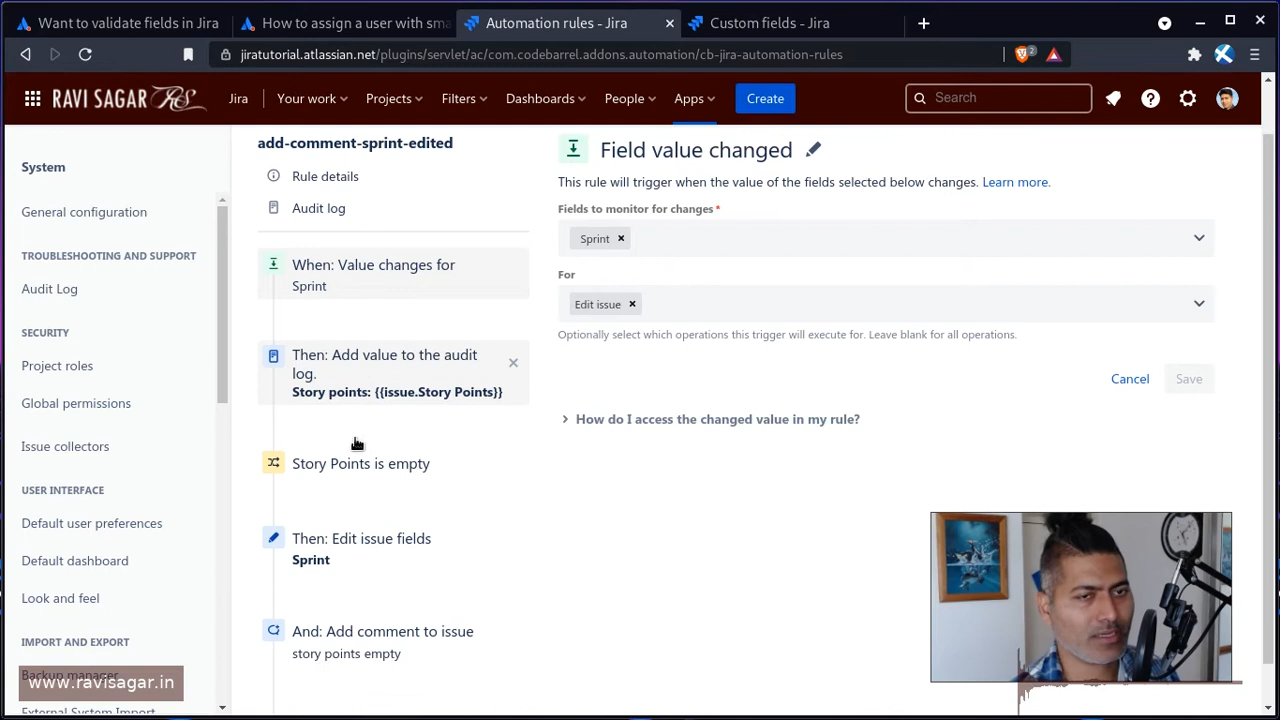 Want to validate fields in Jira
How to assign a user with sma
Automation rules - Jira
Custom fields - Jira
jiratutorial.atlassian.net/plugins/servlet/ac/com.codebarrel.addons.automation/cb-jira-automation-rules
2
RAVI SAGAR RS
Jira
Your work
Projects
Filters
Dashboards
People
Apps
Create
Search
System
General configuration
TROUBLESHOOTING AND SUPPORT
Audit Log
SECURITY
Project roles
Global permissions
Issue collectors
USER INTERFACE
Default user preferences
Default dashboard
Look and feel
IMPORT AND EXPORT
Backup manager
External System Import
www.ravisagar.in
add-comment-sprint-edited
Rule details
Audit log
When: Value changes for
Sprint
Then: Add value to the audit
log.
Story points: {{issue.Story Points}}
Story Points is empty
Then: Edit issue fields
Sprint
And: Add comment to issue
story points empty
Field value changed
This rule will trigger when the value of the fields selected below changes. Learn more.
Fields to monitor for changes*
Sprint
For
Edit issue
Optionally select which operations this trigger will execute for. Leave blank for all operations.
Cancel
Save
How do I access the changed value in my rule?